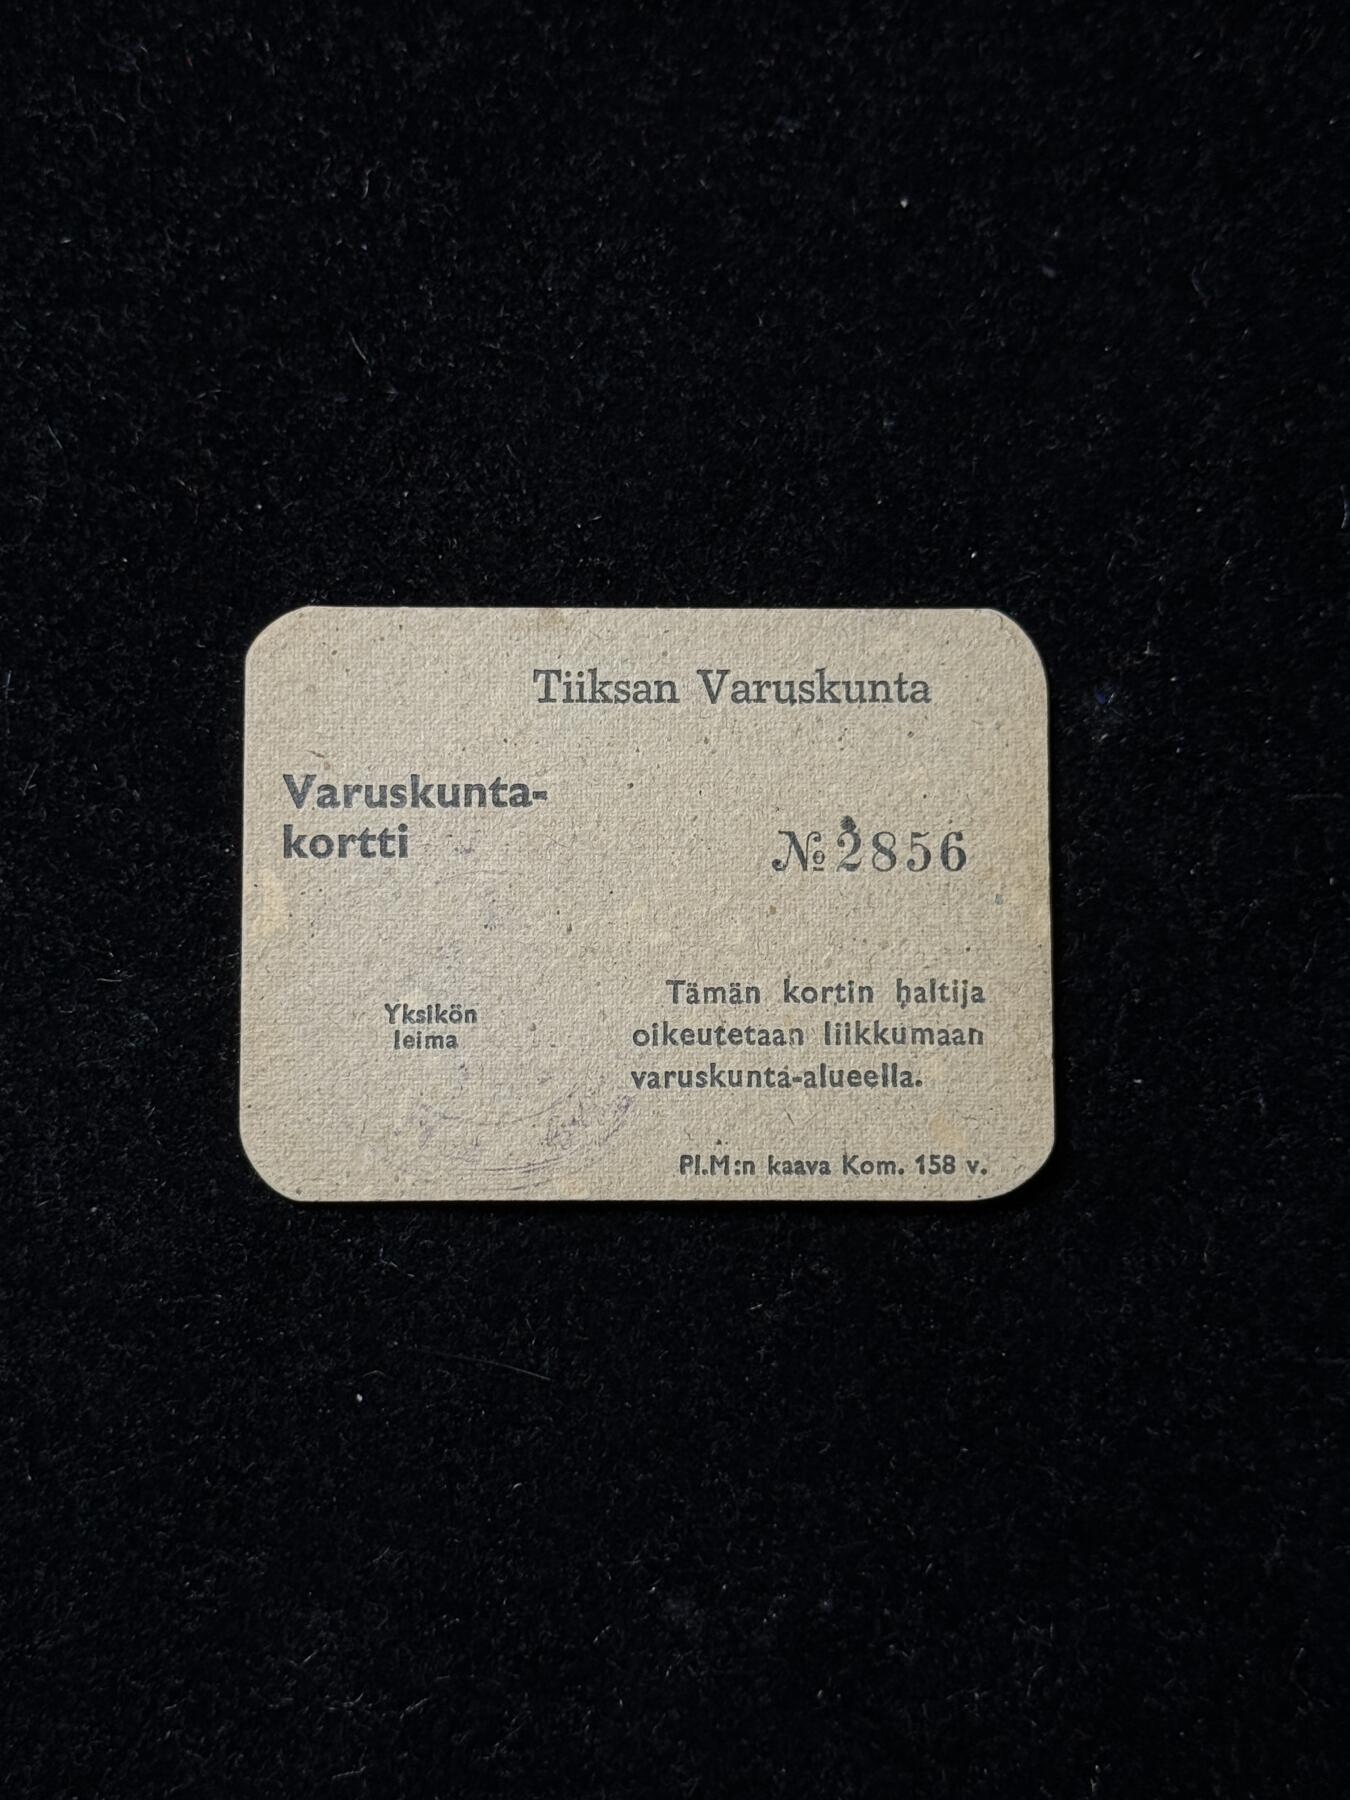 Tiiksan Varuskunta
Varuskunta-
kortti
№ 2856
Yksikön
leima
Tämän kortin haltija
oikeutetaan liikkumaan
varuskunta-alueella.
Pl.M:n kaava Kom. 158 v.